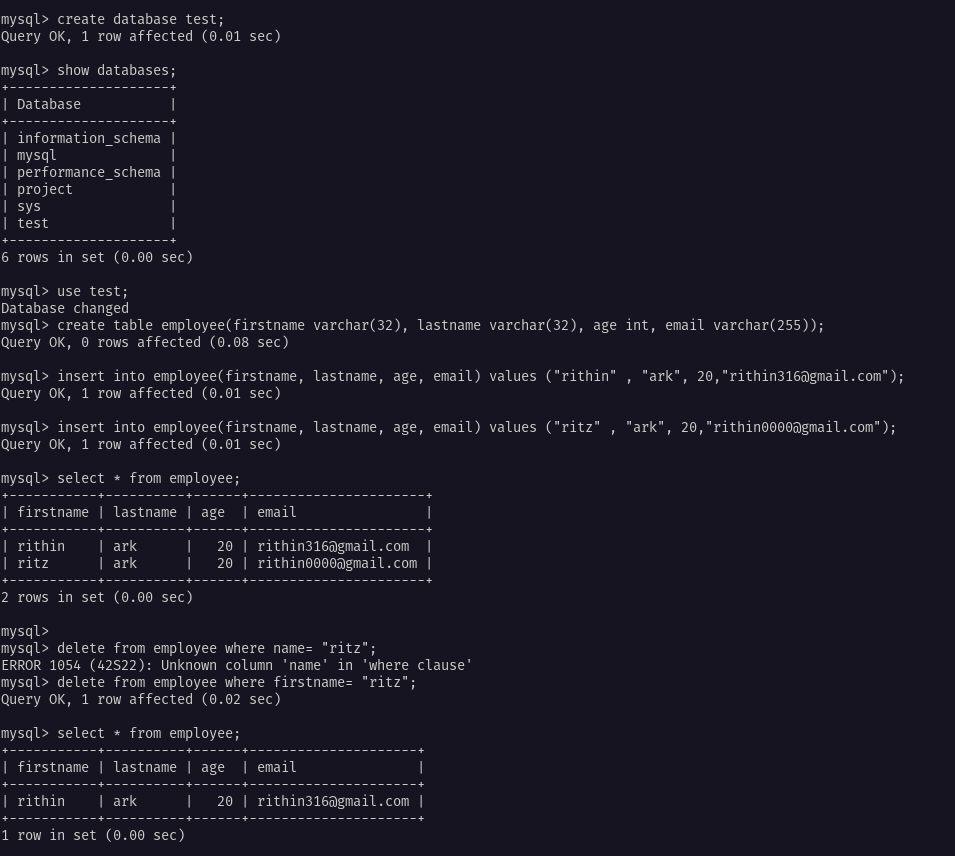 mysql> create database test;
Query OK, 1 row affected (0.01 sec)

mysql> show databases;
+--------------------+
| Database           |
+--------------------+
| information_schema |
| mysql              |
| performance_schema |
| project            |
| sys                |
| test               |
+--------------------+
6 rows in set (0.00 sec)

mysql> use test;
Database changed
mysql> create table employee(firstname varchar(32), lastname varchar(32), age int, email varchar(255));
Query OK, 0 rows affected (0.08 sec)

mysql> insert into employee(firstname, lastname, age, email) values ("rithin" , "ark", 20,"rithin316@gmail.com");
Query OK, 1 row affected (0.01 sec)

mysql> insert into employee(firstname, lastname, age, email) values ("ritz" , "ark", 20,"rithin0000@gmail.com");
Query OK, 1 row affected (0.01 sec)

mysql> select * from employee;
+-----------+----------+------+----------------------+
| firstname | lastname | age  | email                |
+-----------+----------+------+----------------------+
| rithin    | ark      |   20 | rithin316@gmail.com  |
| ritz      | ark      |   20 | rithin0000@gmail.com |
+-----------+----------+------+----------------------+
2 rows in set (0.00 sec)

mysql>
mysql> delete from employee where name= "ritz";
ERROR 1054 (42S22): Unknown column 'name' in 'where clause'
mysql> delete from employee where firstname= "ritz";
Query OK, 1 row affected (0.02 sec)

mysql> select * from employee;
+-----------+----------+------+---------------------+
| firstname | lastname | age  | email               |
+-----------+----------+------+---------------------+
| rithin    | ark      |   20 | rithin316@gmail.com |
+-----------+----------+------+---------------------+
1 row in set (0.00 sec)